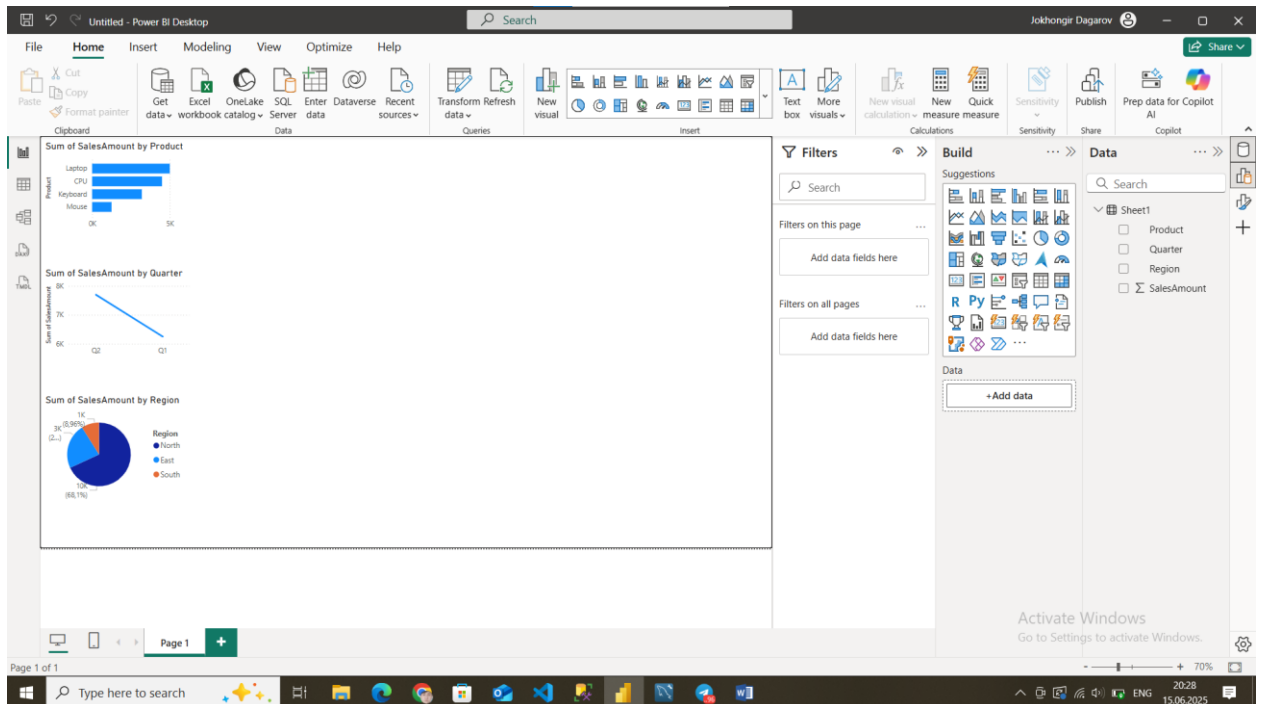 Untitled - Power BI Desktop
Search
Jokhongir Dagarov
File Home Insert Modeling View Optimize Help
Share
Paste
Cut
Copy
Format painter
Get data
Excel workbook
OneLake catalog
SQL Server
Enter data
Dataverse
Recent sources
Transform data
Refresh
New visual
Text box
More visuals
New visual calculation
New measure
Quick measure
Sensitivity
Publish
Prep data for AI
Copilot
Clipboard
Data
Queries
Insert
Calculations
Sensitivity
Share
Copilot
Sum of SalesAmount by Product
Product
Laptop
CPU
Keyboard
Mouse
0K 5K
Sum of SalesAmount by Quarter
Sum of SalesAmount
8K
7K
6K
Q2 Q1
Sum of SalesAmount by Region
1K
(8,96%)
3K
(2...)
10K
(68,1%)
Region
North
East
South
Filters
Search
Filters on this page
...
Add data fields here
Filters on all pages
...
Add data fields here
Build
...
Suggestions
123
R Py
...
Data
+Add data
Data
...
Search
Sheet1
Product
Quarter
Region
Σ SalesAmount
DAX
TMDL
Activate Windows
Go to Settings to activate Windows.
Page 1
+
Page 1 of 1
- + 70%
Type here to search
ENG
20:28
15.06.2025